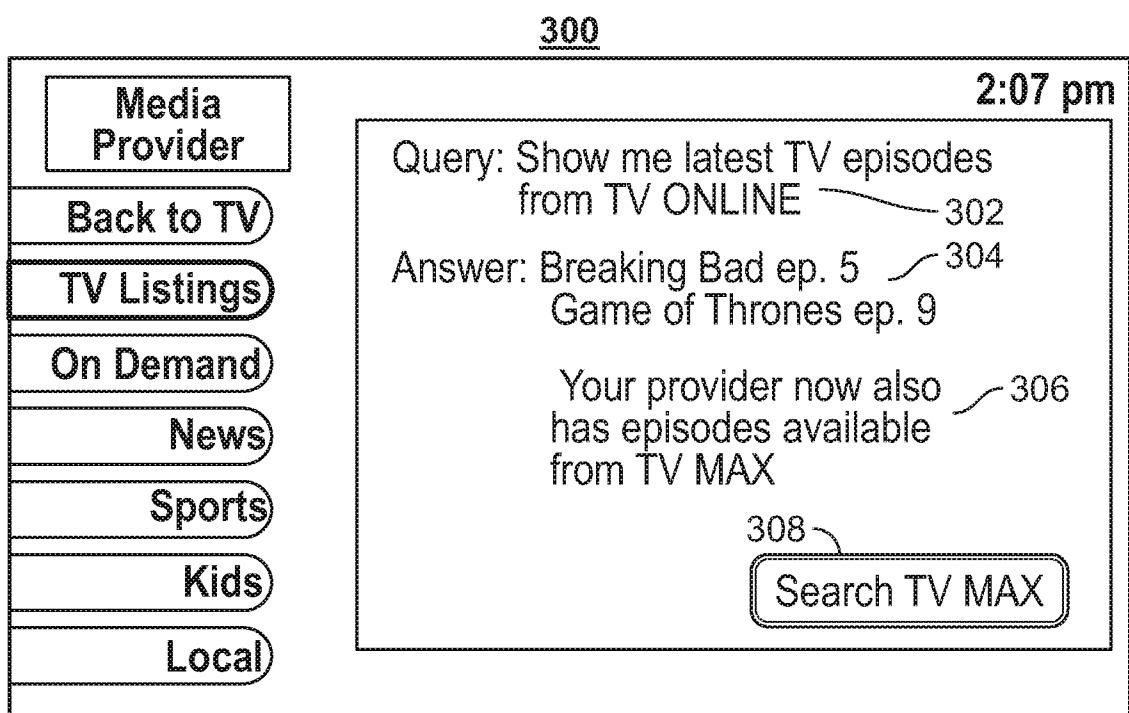 300
2:07 pm
Media
Provider
Back to TV
TV Listings
On Demand
News
Sports
Kids
Local
Query: Show me latest TV episodes
from TV ONLINE
302
Answer: Breaking Bad ep. 5
304
Game of Thrones ep. 9
Your provider now also
306
has episodes available
from TV MAX
308
Search TV MAX